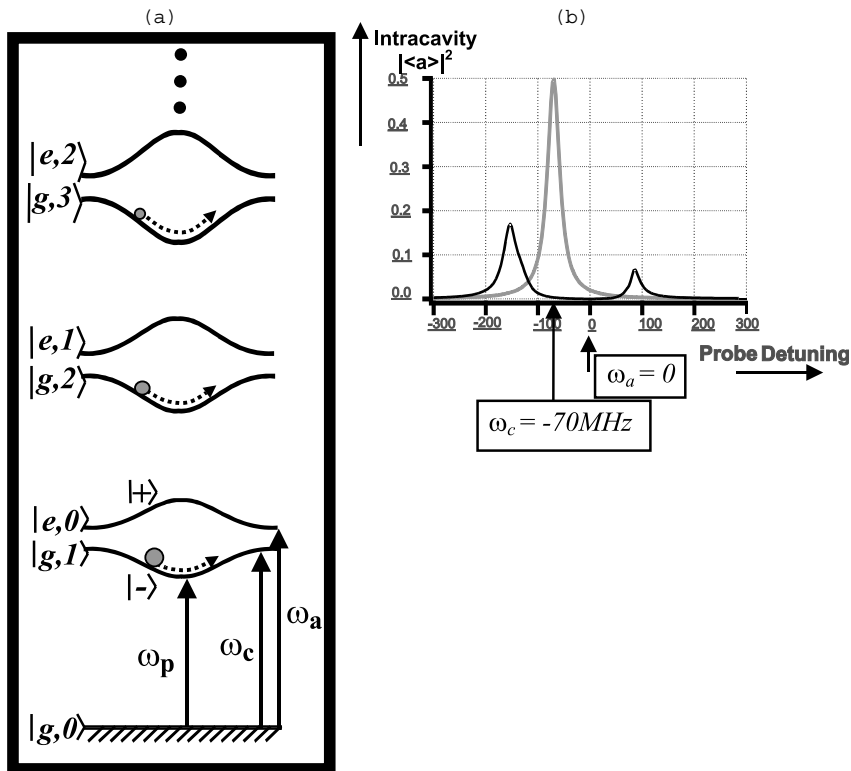 (a)
(b)
Intracavity
|<a>|²
0.5
0.4
0.3
0.2
0.1
0.0
-300 -200 -100 0 100 200 300
Probe Detuning
ωa = 0
ωc = -70MHz
|e,2⟩
|g,3⟩
|e,1⟩
|g,2⟩
|+⟩
|e,0⟩
|g,1⟩
|-⟩
ωp
ωc
ωa
|g,0⟩